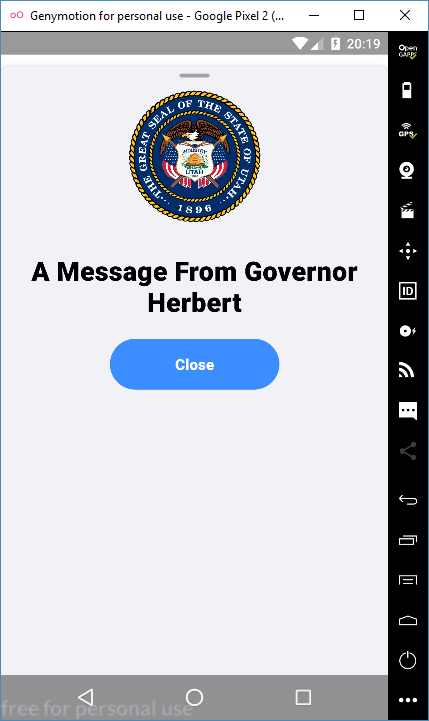 Genymotion for personal use - Google Pixel 2 (...
20:19
Open
GAPPS
THE GREAT SEAL OF THE STATE OF UTAH
INDUSTRY
UTAH
1896
GPS
A Message From Governor
Herbert
ID
Close
free for personal use